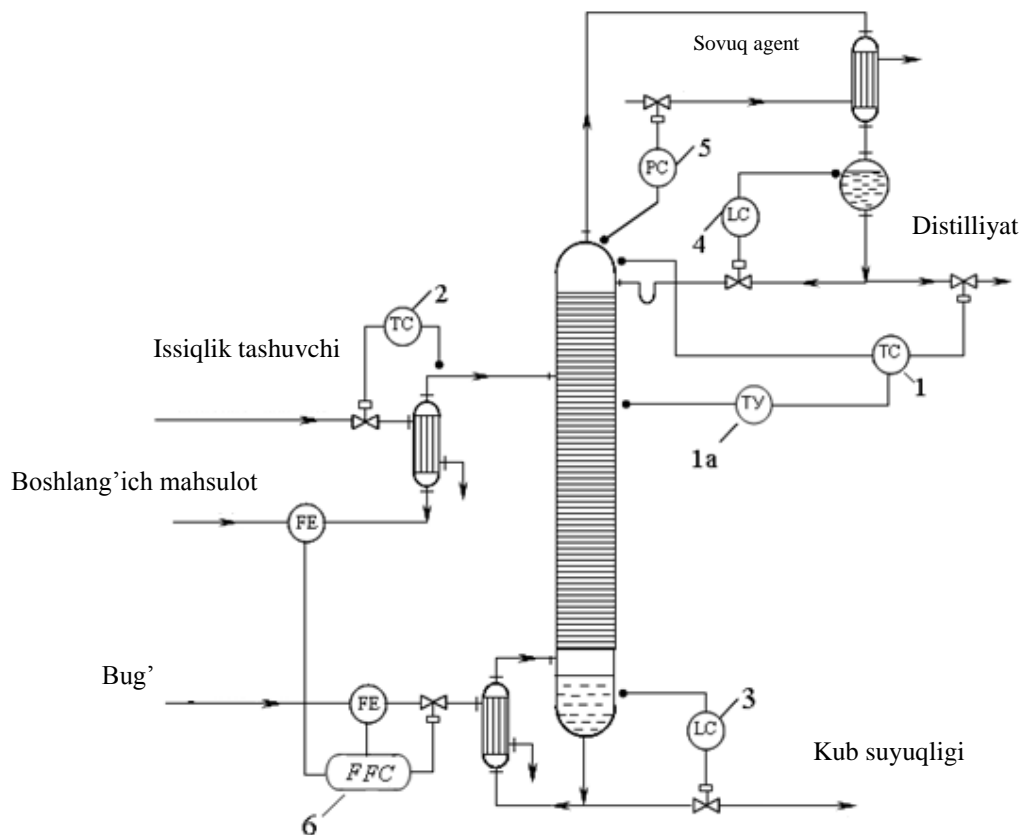 Sovuq agent
PC
5
LC
4
Distilliyat
2
TC
Issiqlik tashuvchi
TC
1
ТУ
1a
Boshlang’ich mahsulot
FE
Bug’
FE
3
LC
Kub suyuqligi
FFC
6